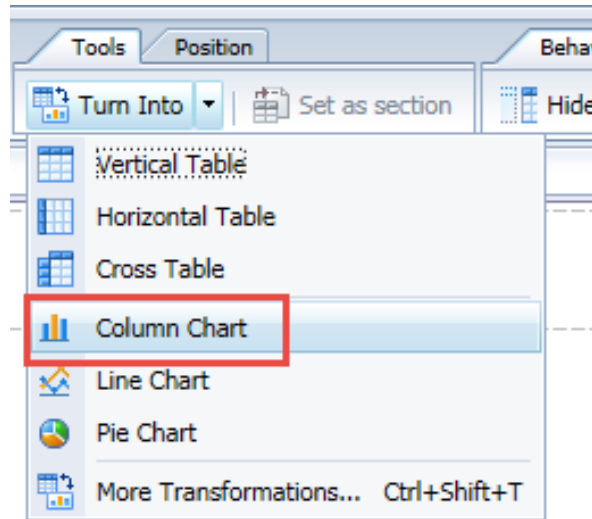 Tools Position Beha
Turn Into Set as section Hide
Vertical Table
Horizontal Table
Cross Table
Column Chart
Line Chart
Pie Chart
More Transformations... Ctrl+Shift+T